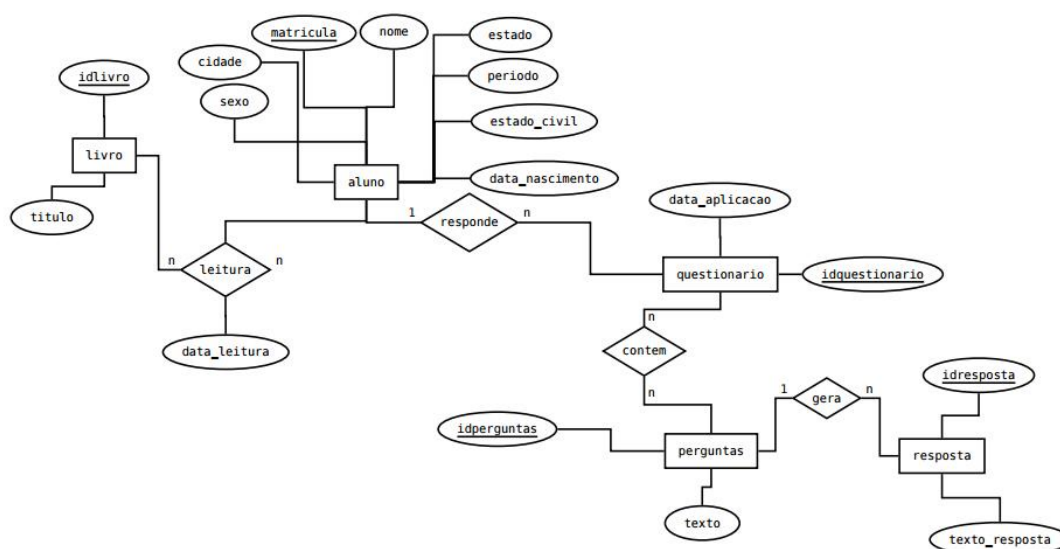 matricula
nome
estado
cidade
periodo
idlivro
sexo
estado_civil
livro
aluno
data_nascimento
titulo
1
responde
n
data_aplicacao
n
leitura
n
questionario
idquestionario
n
contem
data_leitura
n
idresposta
1
gera
n
idperguntas
perguntas
resposta
texto
texto_resposta